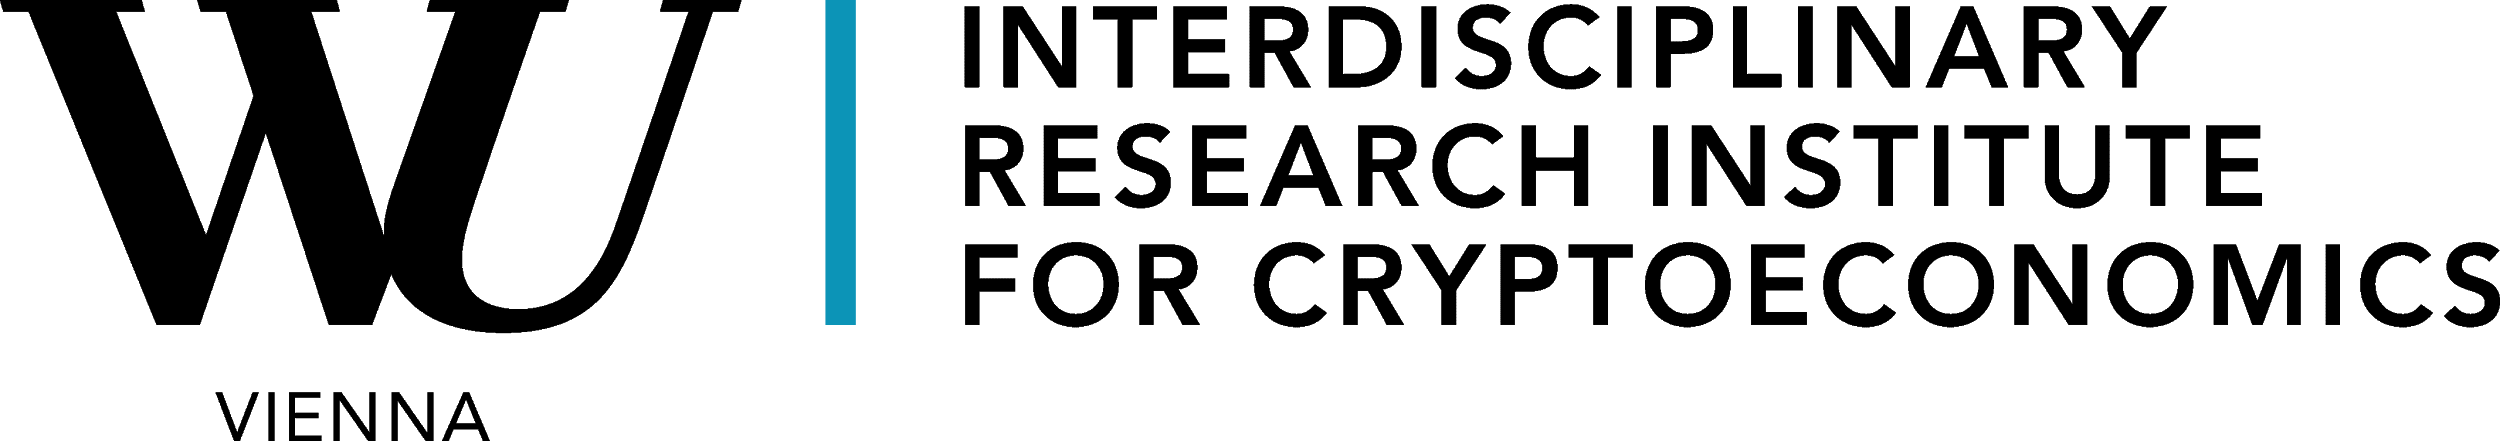 WU
VIENNA
INTERDISCIPLINARY
RESEARCH INSTITUTE
FOR CRYPTOECONOMICS